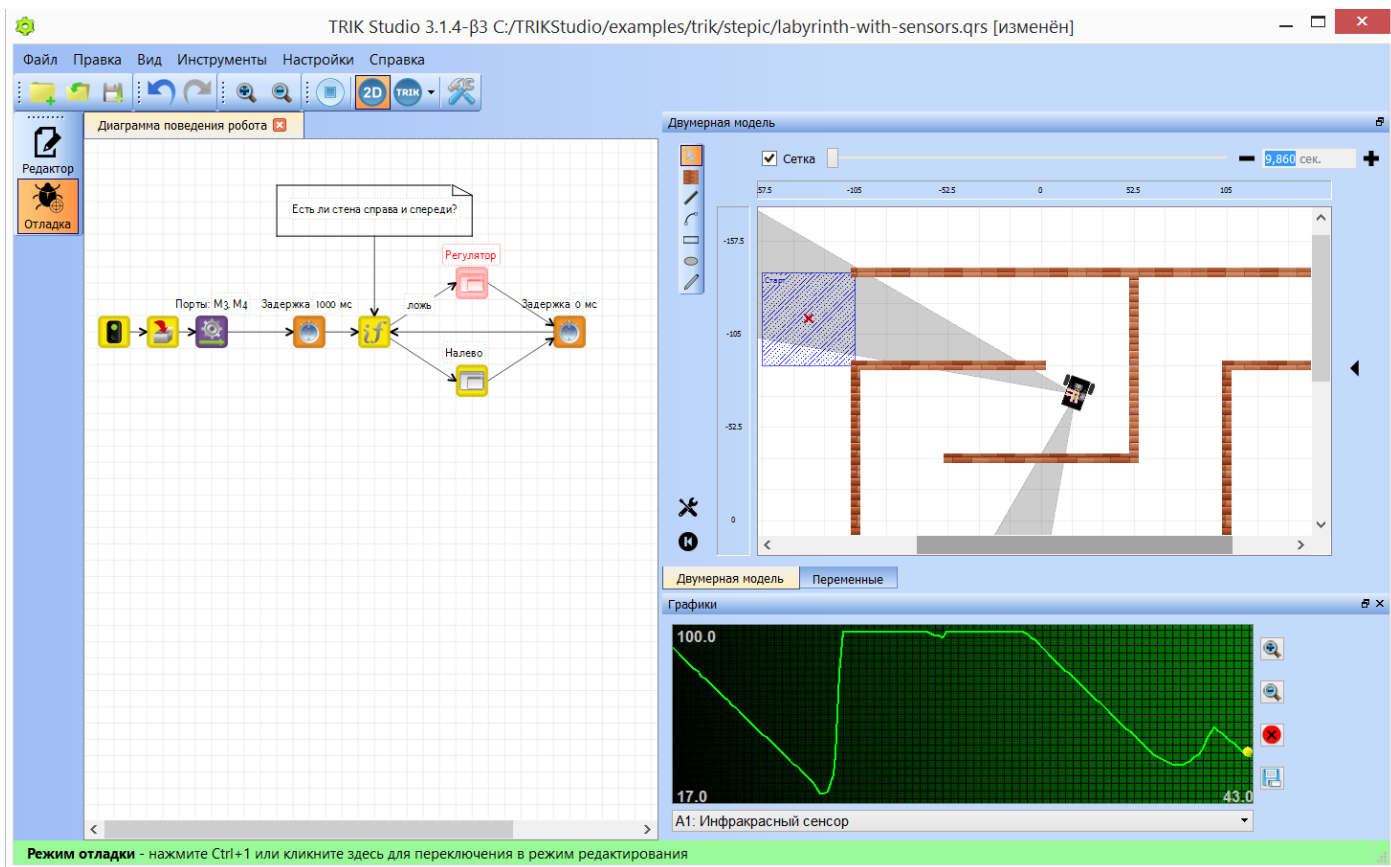 TRIK Studio 3.1.4-β3 C:/TRIKStudio/examples/trik/stepic/labyrinth-with-sensors.qrs [изменён]
Файл Правка Вид Инструменты Настройки Справка
2D TRIK
Редактор
Отладка
Диаграмма поведения робота
Есть ли стена справа и спереди?
Регулятор
Порты: M3, M4
Задержка 1000 мс
ложь
Задержка 0 мс
if
Налево
Двумерная модель
Сетка
9,860 сек.
57.5 -105 -52.5 0 52.5 105
-157.5
-105
-52.5
0
Старт
Двумерная модель
Переменные
Графики
100.0
17.0
43.0
A1: Инфракрасный сенсор
Режим отладки - нажмите Ctrl+1 или кликните здесь для переключения в режим редактирования